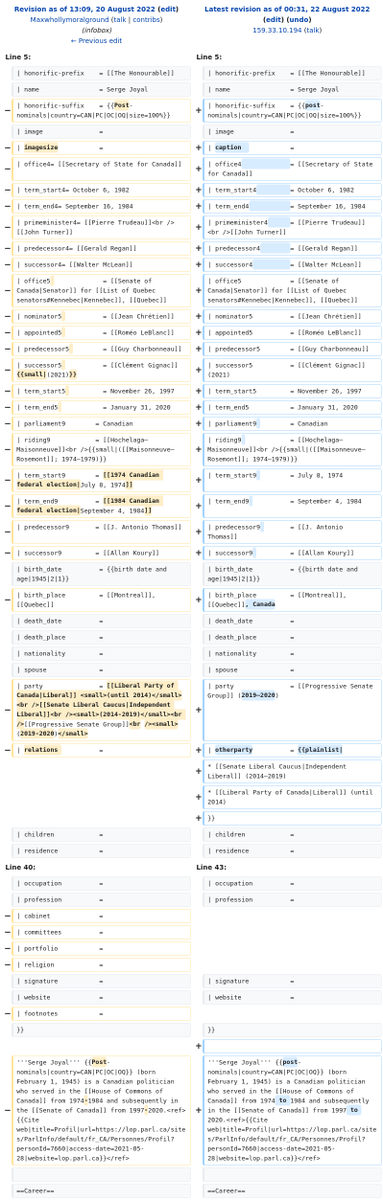 Revision as of 13:09, 20 August 2022 (edit)
Maxwhollymoralground (talk | contribs)
(infobox)
← Previous edit
Line 5:
| honorific-prefix = [[The Honourable]]
| name = Serge Joyal
− | honorific-suffix = {{Post-
nominals|country=CAN|PC|OC|OQ|size=100%}}
| image =
− | imagesize =
− | office4= [[Secretary of State for Canada]]
− | term_start4= October 6, 1982
− | term_end4= September 16, 1984
− | primeminister4= [[Pierre Trudeau]]<br />
[[John Turner]]
− | predecessor4= [[Gerald Regan]]
− | successor4= [[Walter McLean]]
− | office5 = [[Senate of
Canada|Senator]] for [[List of Quebec
senators#Kennebec|Kennebec]], [[Quebec]]
− | nominator5 = [[Jean Chrétien]]
− | appointed5 = [[Roméo LeBlanc]]
− | predecessor5 = [[Guy Charbonneau]]
− | successor5 = [[Clément Gignac]]
{{small|(2021)}}
− | term_start5 = November 26, 1997
− | term_end5 = January 31, 2020
− | parliament9 = Canadian
− | riding9 = [[Hochelaga—
Maisonneuve]]<br />{{small|([[Maisonneuve—
Rosemont]]; 1974–1979)}}
− | term_start9 = [[1974 Canadian
federal election|July 8, 1974]]
− | term_end9 = [[1984 Canadian
federal election|September 4, 1984]]
− | predecessor9 = [[J. Antonio Thomas]]
− | successor9 = [[Allan Koury]]
| birth_date = {{birth date and
age|1945|2|1}}
− | birth_place = [[Montreal]],
[[Quebec]]
| death_date =
| death_place =
| nationality =
| spouse =
− | party = [[Liberal Party of
Canada|Liberal]] <small>(until 2014)</small>
<br />[[Senate Liberal Caucus|Independent
Liberal]]<br /><small>(2014-2019)</small><br
/>[[Progressive Senate Group]]<br /><small>
(2019-2020)</small>
− | relations =
| children =
| residence =
Line 40:
| occupation =
| profession =
− | cabinet =
− | committees =
− | portfolio =
− | religion =
| signature =
| website =
− | footnotes =
}}
− '''Serge Joyal''' {{Post-
nominals|country=CAN|PC|OC|OQ}} (born
February 1, 1945) is a Canadian politician
who served in the [[House of Commons of
Canada]] from 1974-1984 and subsequently in
the [[Senate of Canada]] from 1997-2020.<ref>
{{Cite
web|title=Profil|url=https://lop.parl.ca/site
s/ParlInfo/default/fr_CA/Personnes/Profil?
personId=7660|access-date=2021-05-
28|website=lop.parl.ca}}</ref>
==Career==
Latest revision as of 00:31, 22 August 2022
(edit) (undo)
159.33.10.194 (talk)
Line 5:
| honorific-prefix = [[The Honourable]]
| name = Serge Joyal
+ | honorific-suffix = {{post-
nominals|country=CAN|PC|OC|OQ|size=100%}}
| image =
+ | caption =
+ | office4 = [[Secretary of State
for Canada]]
+ | term_start4 = October 6, 1982
+ | term_end4 = September 16, 1984
+ | primeminister4 = [[Pierre Trudeau]]
<br />[[John Turner]]
+ | predecessor4 = [[Gerald Regan]]
+ | successor4 = [[Walter McLean]]
+ | office5 = [[Senate of
Canada|Senator]] for [[List of Quebec
senators#Kennebec|Kennebec]], [[Quebec]]
+ | nominator5 = [[Jean Chrétien]]
+ | appointed5 = [[Roméo LeBlanc]]
+ | predecessor5 = [[Guy Charbonneau]]
+ | successor5 = [[Clément Gignac]]
(2021)
+ | term_start5 = November 26, 1997
+ | term_end5 = January 31, 2020
+ | parliament9 = Canadian
+ | riding9 = [[Hochelaga—
Maisonneuve]]<br />{{small|([[Maisonneuve—
Rosemont]]; 1974–1979)}}
+ | term_start9 = July 8, 1974
+ | term_end9 = September 4, 1984
+ | predecessor9 = [[J. Antonio
Thomas]]
+ | successor9 = [[Allan Koury]]
| birth_date = {{birth date and
age|1945|2|1}}
+ | birth_place = [[Montreal]],
[[Quebec]], Canada
| death_date =
| death_place =
| nationality =
| spouse =
+ | party = [[Progressive Senate
Group]] (2019–2020)
+ | otherparty = {{plainlist|
+ * [[Senate Liberal Caucus|Independent
Liberal]] (2014–2019)
+ * [[Liberal Party of Canada|Liberal]] (until
2014)
+ }}
| children =
| residence =
Line 43:
| occupation =
| profession =
| signature =
| website =
}}
+
+ '''Serge Joyal''' {{post-
nominals|country=CAN|PC|OC|OQ}} (born
February 1, 1945) is a Canadian politician
who served in the [[House of Commons of
Canada]] from 1974 to 1984 and subsequently
in the [[Senate of Canada]] from 1997 to
2020.<ref>{{Cite
web|title=Profil|url=https://lop.parl.ca/site
s/ParlInfo/default/fr_CA/Personnes/Profil?
personId=7660|access-date=2021-05-
28|website=lop.parl.ca}}</ref>
==Career==